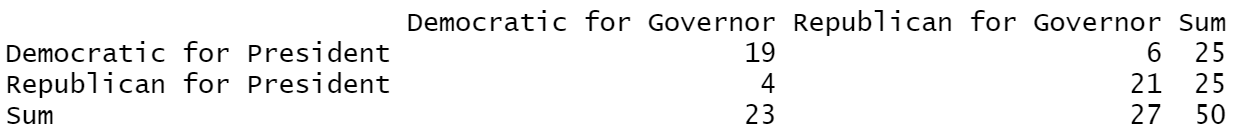 Democratic for Governor Republican for Governor Sum
Democratic for President 19 6 25
Republican for President 4 21 25
Sum 23 27 50